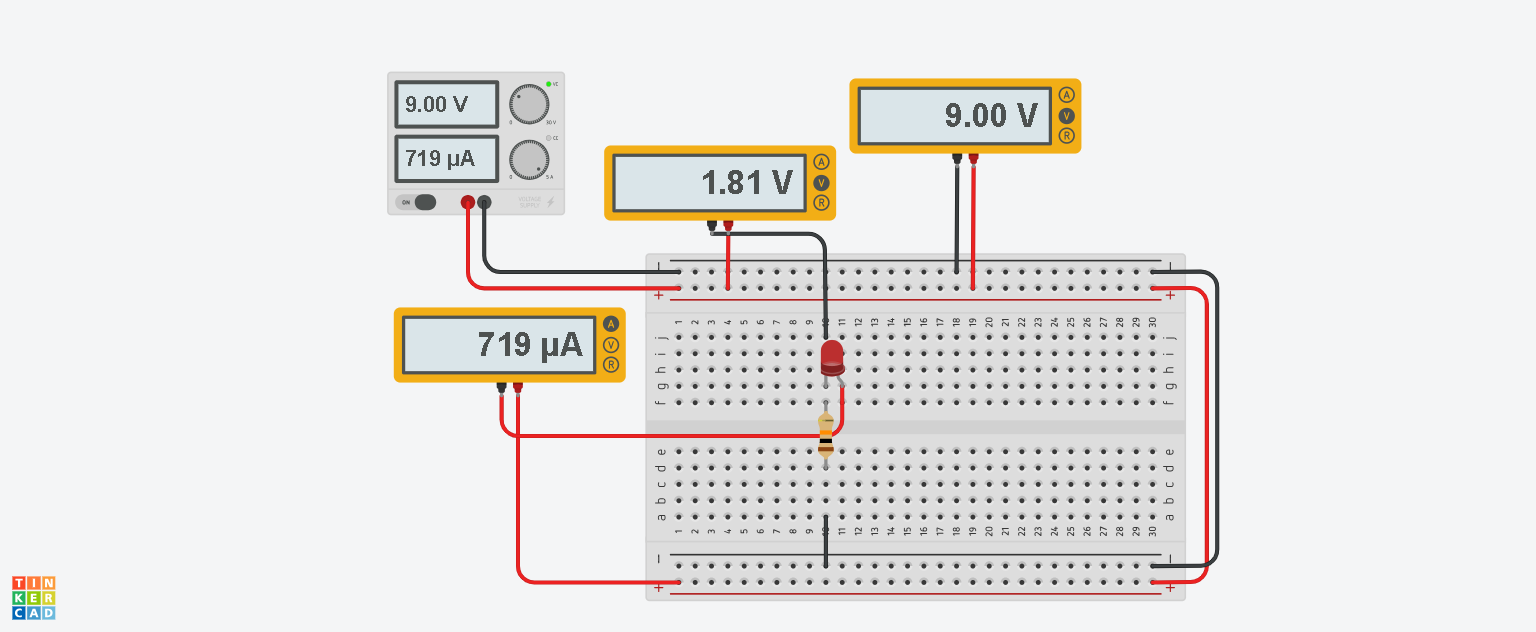 9.00 V
719 µA
0 30 V
0 5 A
ON
VOLTAGE
SUPPLY
1.81 V
A
V
R
9.00 V
A
V
R
719 µA
A
V
R
− −
+ +
1 2 3 4 5 6 7 8 9 10 11 12 13 14 15 16 17 18 19 20 21 22 23 24 25 26 27 28 29 30
j j
i i
h h
g g
f f
e e
d d
c c
b b
a a
1 2 3 4 5 6 7 8 9 10 11 12 13 14 15 16 17 18 19 20 21 22 23 24 25 26 27 28 29 30
− −
+ +
TIN
KER
CAD